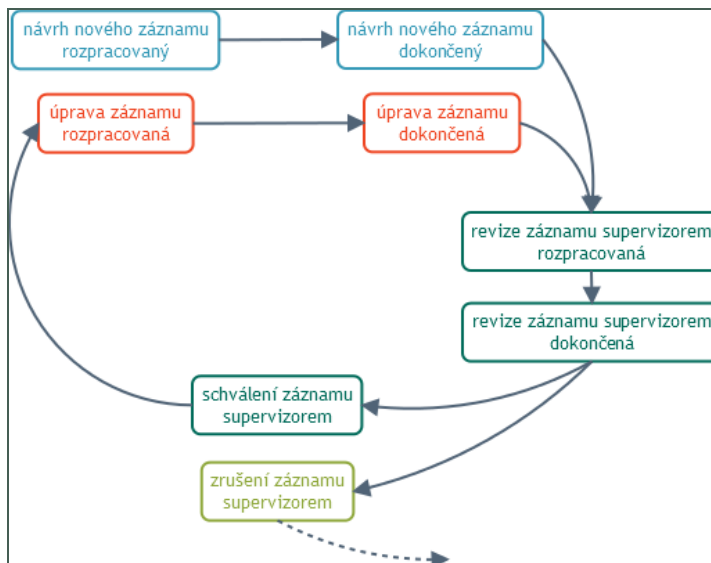 návrh nového záznamu
rozpracovaný
návrh nového záznamu
dokončený
úprava záznamu
rozpracovaná
úprava záznamu
dokončená
revize záznamu supervizorem
rozpracovaná
revize záznamu supervizorem
dokončená
schválení záznamu
supervizorem
zrušení záznamu
supervizorem